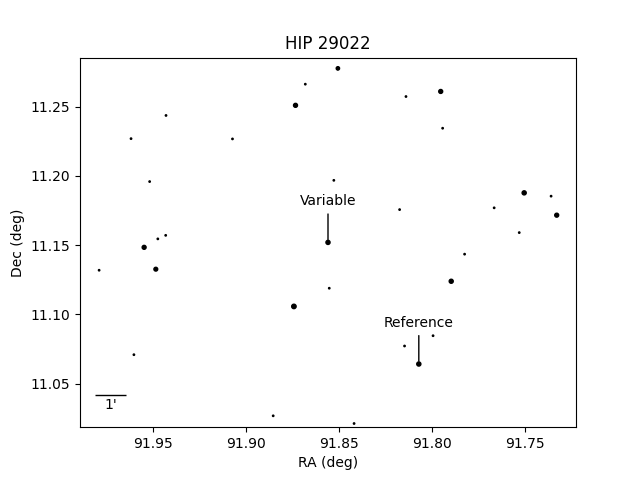 HIP 29022
11.25
11.20
11.15
11.10
11.05
Dec (deg)
Variable
Reference
1'
91.95 91.90 91.85 91.80 91.75
RA (deg)